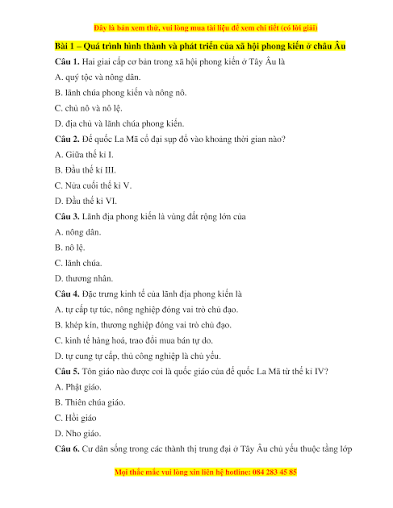 Đây là bản xem thử, vui lòng mua tài liệu để xem chi tiết (có lời giải)
Bài 1 – Quá trình hình thành và phát triển của xã hội phong kiến ở châu Âu
Câu 1. Hai giai cấp cơ bản trong xã hội phong kiến ở Tây Âu là
A. quý tộc và nông dân.
B. lãnh chúa phong kiến và nông nô.
C. chủ nô và nô lệ.
D. địa chủ và lãnh chúa phong kiến.
Câu 2. Đế quốc La Mã cổ đại sụp đổ vào khoảng thời gian nào?
A. Giữa thế kỉ I.
B. Đầu thế kỉ III.
C. Nửa cuối thế kỉ V.
D. Đầu thế kỉ VI.
Câu 3. Lãnh địa phong kiến là vùng đất rộng lớn của
A. nông dân.
B. nô lệ.
C. lãnh chúa.
D. thương nhân.
Câu 4. Đặc trưng kinh tế của lãnh địa phong kiến là
A. tự cấp tự túc, nông nghiệp đóng vai trò chủ đạo.
B. khép kín, thương nghiệp đóng vai trò chủ đạo.
C. kinh tế hàng hoá, trao đổi mua bán tự do.
D. tự cung tự cấp, thủ công nghiệp là chủ yếu.
Câu 5. Tôn giáo nào được coi là quốc giáo của đế quốc La Mã từ thế kỉ IV?
A. Phật giáo.
B. Thiên chúa giáo.
C. Hồi giáo
D. Nho giáo.
Câu 6. Cư dân sống trong các thành thị trung đại ở Tây Âu chủ yếu thuộc tầng lớp
Mọi thắc mắc vui lòng xin liên hệ hotline: 084 283 45 85